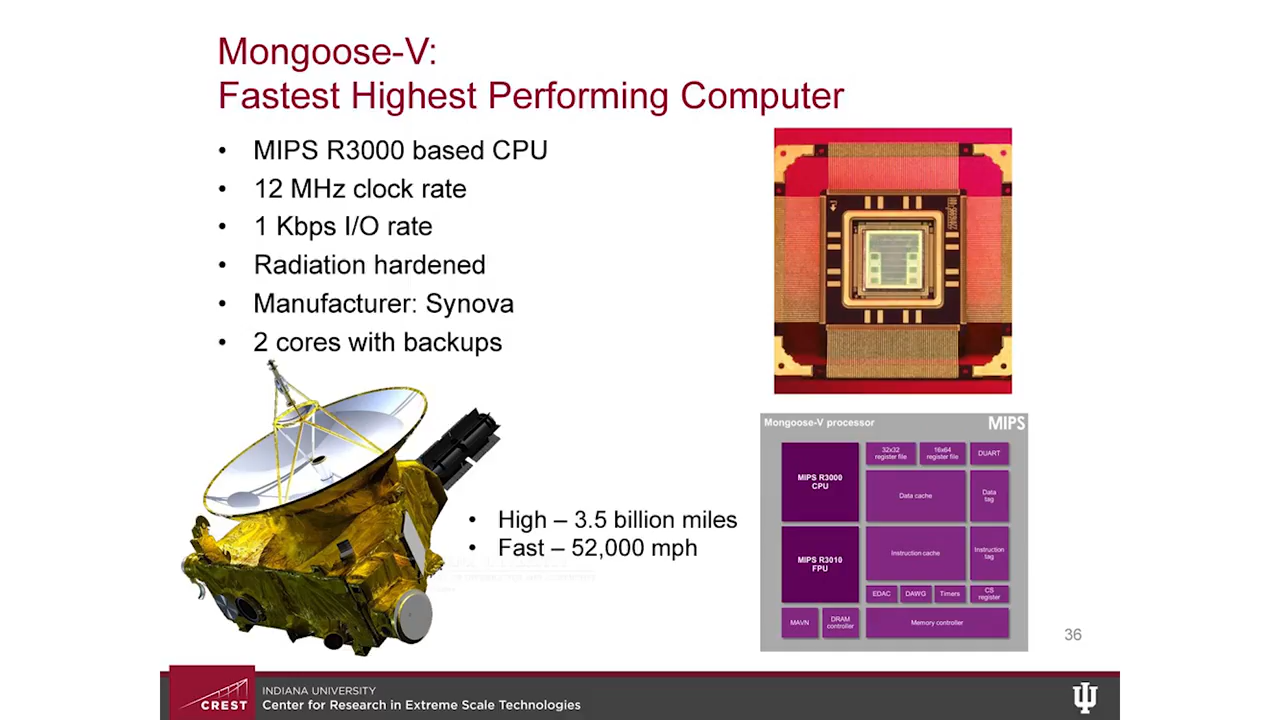 Mongoose-V:
Fastest Highest Performing Computer
• MIPS R3000 based CPU
• 12 MHz clock rate
• 1 Kbps I/O rate
• Radiation hardened
• Manufacturer: Synova
• 2 cores with backups
• High – 3.5 billion miles
• Fast – 52,000 mph
Mongoose-V processor
MIPS
MIPS R3000
CPU
32x32
register file
16x64
register file
DUART
Data cache
Data
tag
MIPS R3010
FPU
Instruction cache
Instruction
tag
EDAC
DAWG
Timers
CS
register
MAVN
DRAM
controller
Memory controller
36
CREST
INDIANA UNIVERSITY
Center for Research in Extreme Scale Technologies